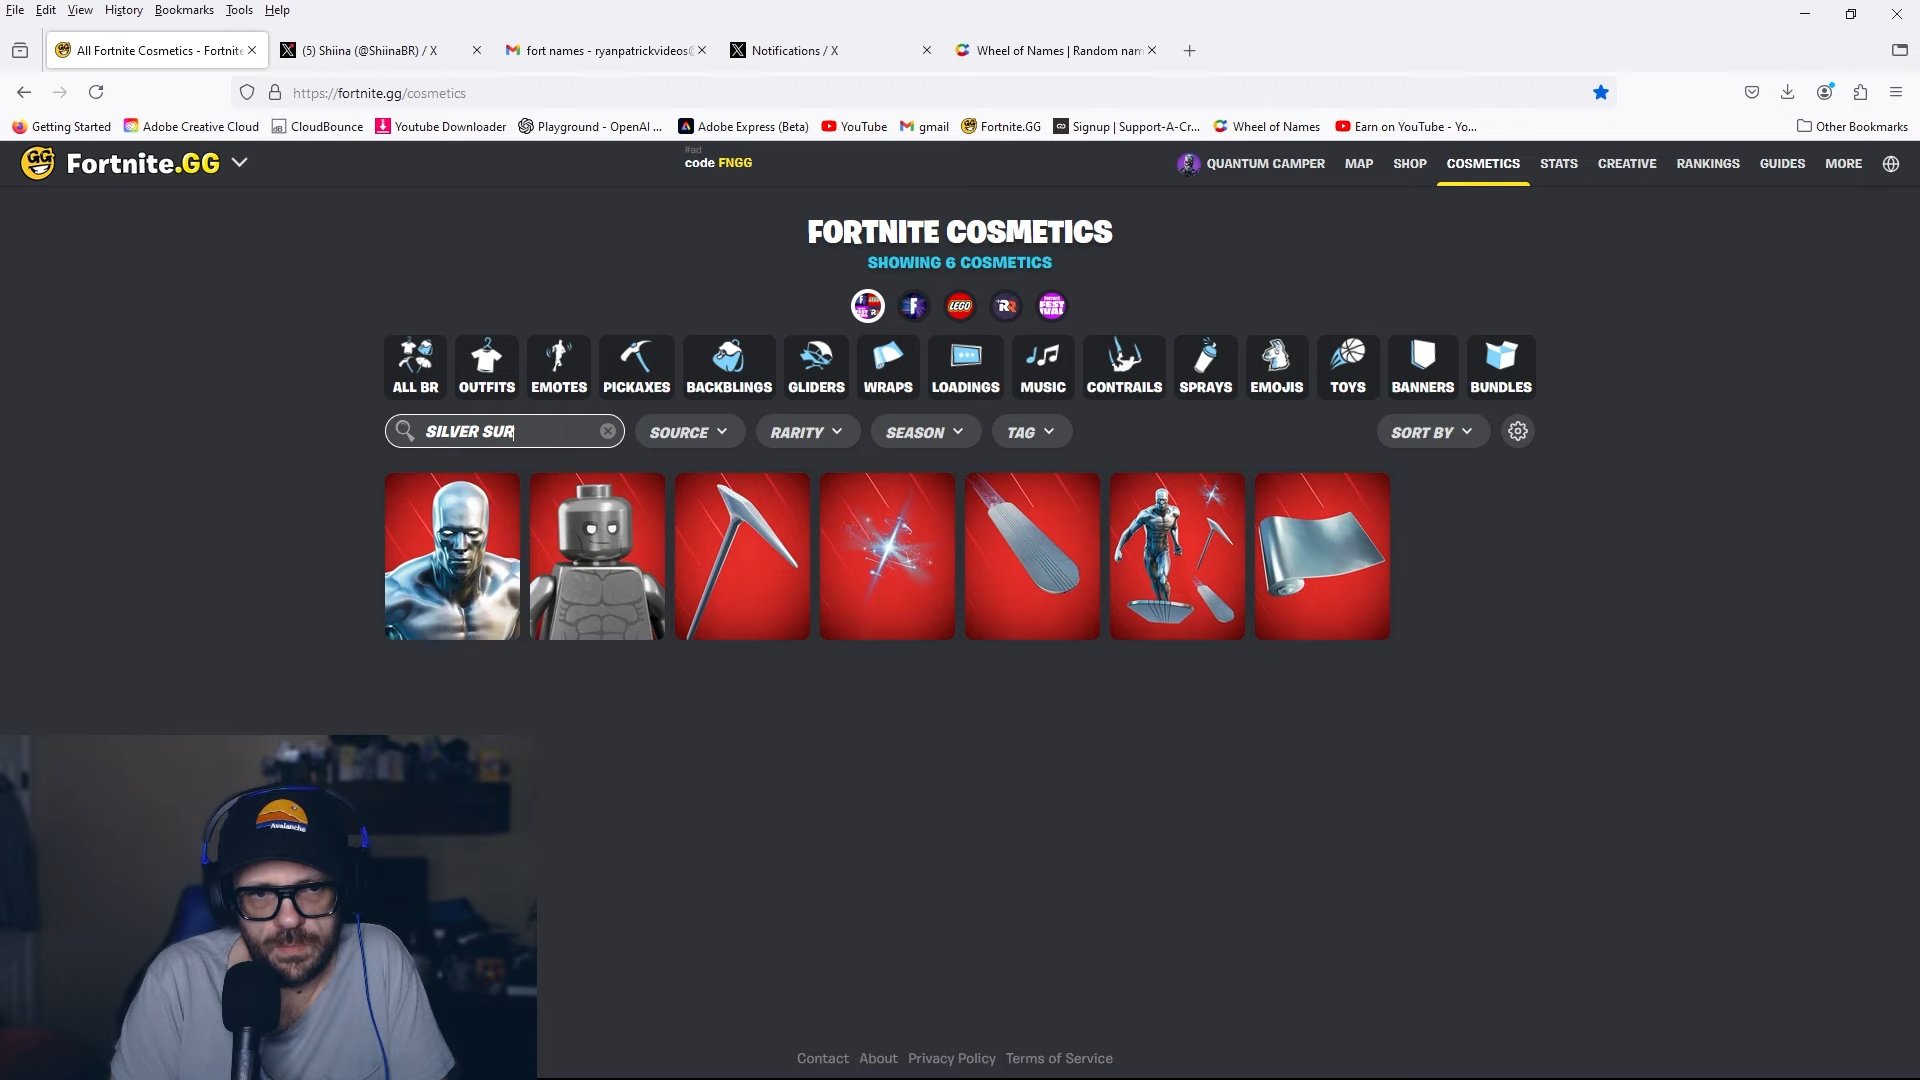 File Edit View History Bookmarks Tools Help
All Fortnite Cosmetics - Fortnite
(5) Shiina (@ShiinaBR) / X
fort names - ryanpatrickvideos@
Notifications / X
Wheel of Names | Random nam
https://fortnite.gg/cosmetics
Getting Started Adobe Creative Cloud CloudBounce Youtube Downloader Playground - OpenAI ... Adobe Express (Beta) YouTube gmail Fortnite.GG Signup | Support-A-Cr... Wheel of Names Earn on YouTube - Yo... Other Bookmarks
Fortnite.GG
#ad
code FNGG
QUANTUM CAMPER MAP SHOP COSMETICS STATS CREATIVE RANKINGS GUIDES MORE
FORTNITE COSMETICS
SHOWING 6 COSMETICS
ALL BR OUTFITS EMOTES PICKAXES BACKBLINGS GLIDERS WRAPS LOADINGS MUSIC CONTRAILS SPRAYS EMOJIS TOYS BANNERS BUNDLES
SILVER SUR SOURCE RARITY SEASON TAG SORT BY
Avalanche
Contact About Privacy Policy Terms of Service